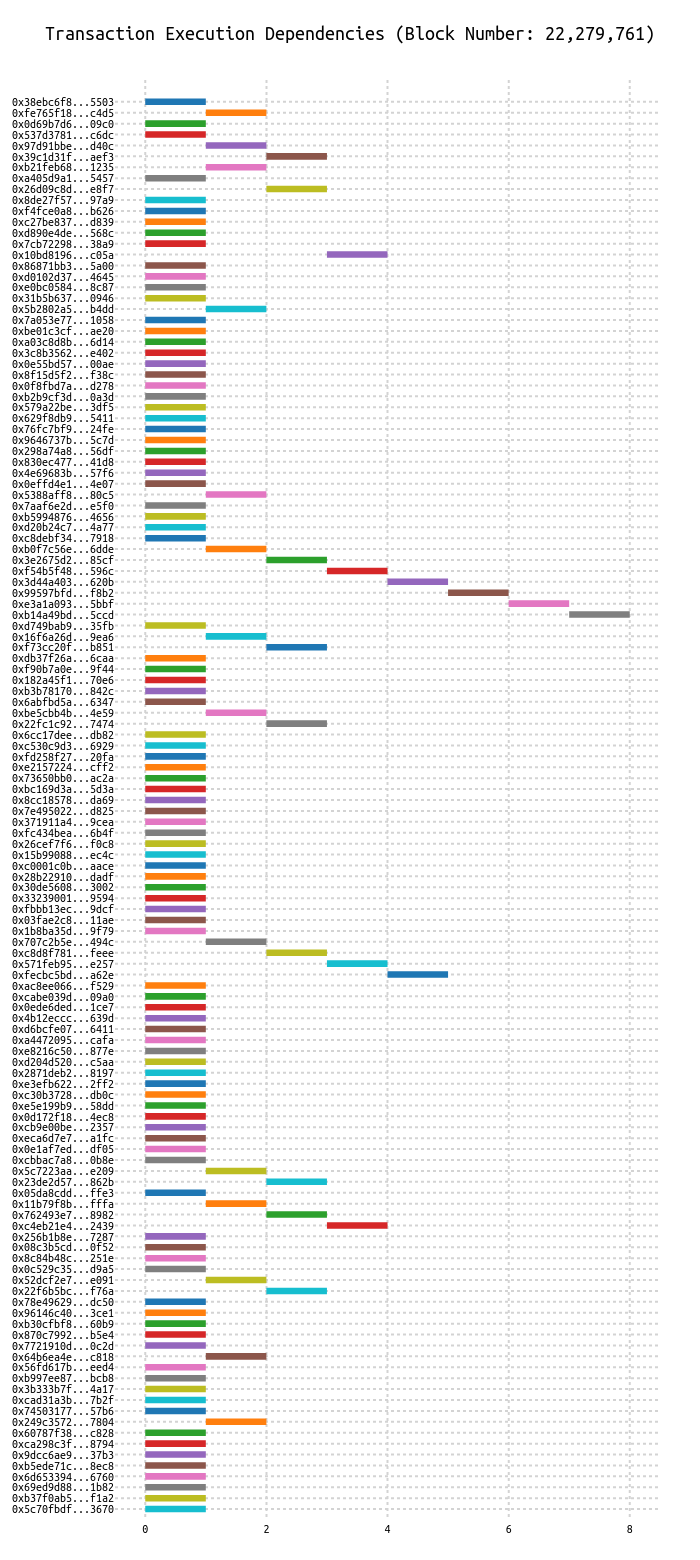 Transaction Execution Dependencies (Block Number: 22,279,761)
0x38ebc6f8...5503
0xfe765f18...c4d5
0x0d69b7d6...09c0
0x537d3781...c6dc
0x97d91bbe...d40c
0x39c1d31f...aef3
0xb21feb68...1235
0xa405d9a1...5457
0x26d09c8d...e8f7
0x8de27f57...97a9
0xf4fce0a8...b626
0xc27be837...d839
0xd890e4de...568c
0x7cb72298...38a9
0x10bd8196...c05a
0x86871bb3...5a00
0xd0102d37...4645
0xe0bc0584...8c87
0x31b5b637...0946
0x5b2802a5...b4dd
0x7a053e77...1058
0xbe01c3cf...ae20
0xa03c8d8b...6d14
0x3c8b3562...e402
0x0e55bd57...00ae
0x8f15d5f2...f38c
0x0f8fbd7a...d278
0xb2b9cf3d...0a3d
0x579a22be...3df5
0x629f8db9...5411
0x76fc7bf9...24fe
0x9646737b...5c7d
0x298a74a8...56df
0x830ec477...41d8
0x4e69683b...57f6
0x0effd4e1...4e07
0x5388aff8...80c5
0x7aaf6e2d...e5f0
0xb5994876...4656
0xd20b24c7...4a77
0xc8debf34...7918
0xb0f7c56e...6dde
0x3e2675d2...85cf
0xf54b5f48...596c
0x3d44a403...620b
0x99597bfd...f8b2
0xe3a1a093...5bbf
0xb14a49bd...5ccd
0xd749bab9...35fb
0x16f6a26d...9ea6
0xf73cc20f...b851
0xdb37f26a...6caa
0xf90b7a0e...9f44
0x182a45f1...70e6
0xb3b78170...842c
0x6abfbd5a...6347
0xbe5cbb4b...4e59
0x22fc1c92...7474
0x6cc17dee...db82
0xc530c9d3...6929
0xfd258f27...20fa
0xe2157224...cff2
0x73650bb0...ac2a
0xbc169d3a...5d3a
0x8cc18578...da69
0x7e495022...d825
0x371911a4...9cea
0xfc434bea...6b4f
0x26cef7f6...f0c8
0x15b99088...ec4c
0xc0001c0b...aace
0x28b22910...dadf
0x30de5608...3002
0x33239001...9594
0xfbbb13ec...9dcf
0x03fae2c8...11ae
0x1b8ba35d...9f79
0x707c2b5e...494c
0xc8d8f781...feee
0x571feb95...e257
0xfecbc5bd...a62e
0xac8ee066...f529
0xcabe039d...09a0
0x0ede6ded...1ce7
0x4b12eccc...639d
0xd6bcfe07...6411
0xa4472095...cafa
0xe8216c50...877e
0xd204d520...c5aa
0x2871deb2...8197
0xe3efb622...2ff2
0xc30b3728...db0c
0xe5e199b9...58dd
0x0d172f18...4ec8
0xcb9e00be...2357
0xeca6d7e7...a1fc
0x0e1af7ed...df05
0xcbbac7a8...0b8e
0x5c7223aa...e209
0x23de2d57...862b
0x05da8cdd...ffe3
0x11b79f8b...fffa
0x762493e7...8982
0xc4eb21e4...2439
0x256b1b8e...7287
0x08c3b5cd...0f52
0x8c84b48c...251e
0x0c529c35...d9a5
0x52dcf2e7...e091
0x22f6b5bc...f76a
0x78e49629...dc50
0x96146c40...3ce1
0xb30cfbf8...60b9
0x870c7992...b5e4
0x7721910d...0c2d
0x64b6ea4e...c818
0x56fd617b...eed4
0xb997ee87...bcb8
0x3b333b7f...4a17
0xcad31a3b...7b2f
0x74503177...57b6
0x249c3572...7804
0x60787f38...c828
0xca298c3f...8794
0x9dcc6ae9...37b3
0xb5ede71c...8ec8
0x6d653394...6760
0x69ed9d88...1b82
0xb37f0ab5...f1a2
0x5c70fbdf...3670
0 2 4 6 8